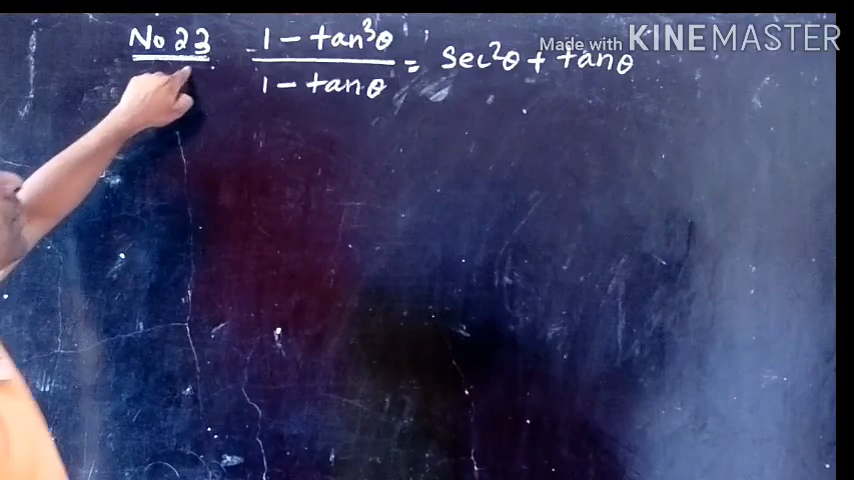 No 23 1 - tan³θ / 1 - tanθ = sec²θ + tanθ
Made with KINEMASTER